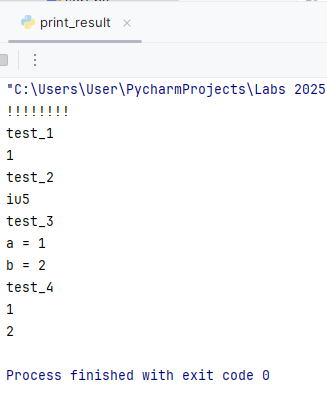 print_result
"C:\Users\User\PycharmProjects\Labs 2025
!!!!!!!!
test_1
1
test_2
iu5
test_3
a = 1
b = 2
test_4
1
2
Process finished with exit code 0